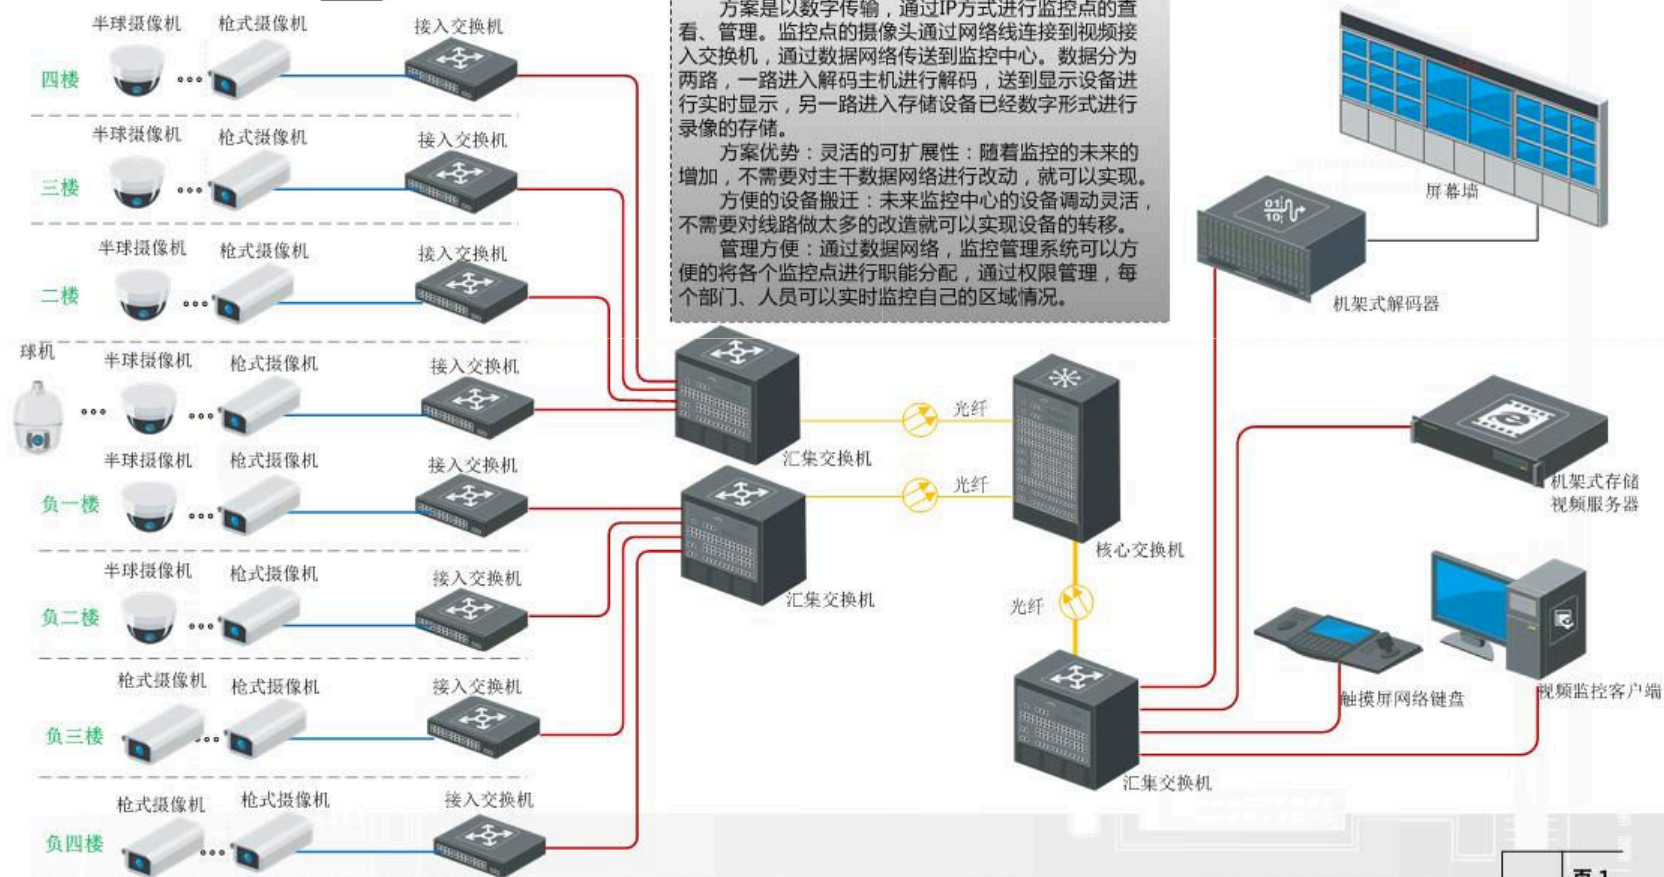 方案是以数字传输，通过IP方式进行监控点的查
看、管理。监控点的摄像头通过网络线连接到视频接
入交换机，通过数据网络传送到监控中心。数据分为
两路，一路进入解码主机进行解码，送到显示设备进
行实时显示，另一路进入存储设备已经数字形式进行
录像的存储。
方案优势：灵活的可扩展性：随着监控的未来的
增加，不需要对主干数据网络进行改动，就可以实现。
方便的设备搬迁：未来监控中心的设备调动灵活，
不需要对线路做太多的改造就可以实现设备的转移。
管理方便：通过数据网络，监控管理系统可以方
便的将各个监控点进行职能分配，通过权限管理，每
个部门、人员可以实时监控自己的区域情况。
半球摄像机 枪式摄像机 接入交换机
四楼
半球摄像机 枪式摄像机 接入交换机
三楼
半球摄像机 枪式摄像机 接入交换机
二楼
球机 半球摄像机 枪式摄像机 接入交换机
半球摄像机 枪式摄像机 接入交换机
负一楼
半球摄像机 枪式摄像机 接入交换机
负二楼
枪式摄像机 枪式摄像机 接入交换机
负三楼
枪式摄像机 枪式摄像机 接入交换机
负四楼
汇集交换机
光纤
汇集交换机
光纤
核心交换机
光纤
汇集交换机
屏幕墙
01
10
机架式解码器
机架式存储
视频服务器
触摸屏网络键盘
视频监控客户端
页 1